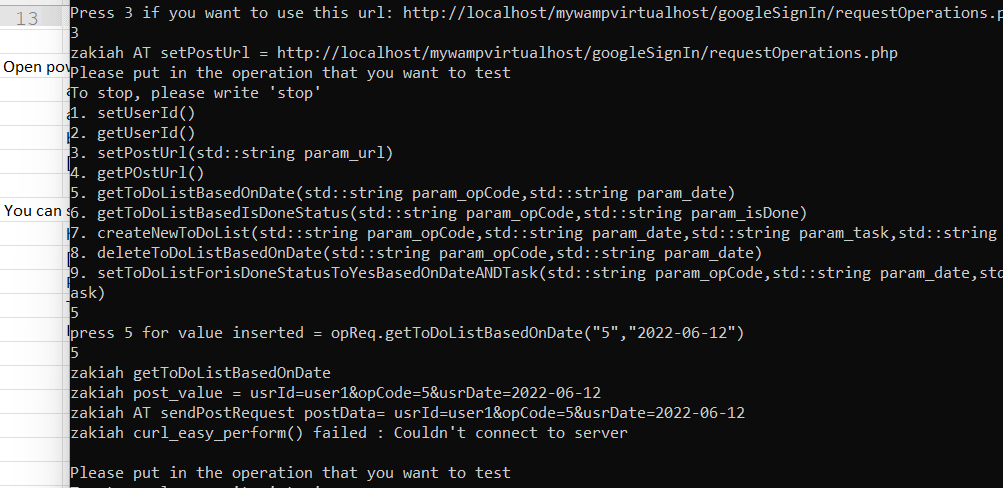 13
Open pov
You can s
Press 3 if you want to use this url: http://localhost/mywampvirtualhost/googleSignIn/requestOperations.p
3
zakiah AT setPostUrl = http://localhost/mywampvirtualhost/googleSignIn/requestOperations.php
Please put in the operation that you want to test
To stop, please write 'stop'
1. setUserId()
2. getUserId()
3. setPostUrl(std::string param_url)
4. getPOstUrl()
5. getToDoListBasedOnDate(std::string param_opCode,std::string param_date)
6. getToDoListBasedIsDoneStatus(std::string param_opCode,std::string param_isDone)
7. createNewToDoList(std::string param_opCode,std::string param_date,std::string param_task,std::string
8. deleteToDoList(std::string param_opCode,std::string param_date)
9. setToDoListForisDoneStatusToYesBasedOnDateANDTask(std::string param_opCode,std::string param_date,std
ask)
5
press 5 for value inserted = opReq.getToDoListBasedOnDate("5","2022-06-12")
5
zakiah getToDoListBasedOnDate
zakiah post_value = usrId=user1&opCode=5&usrDate=2022-06-12
zakiah AT sendPostRequest postData= usrId=user1&opCode=5&usrDate=2022-06-12
zakiah curl_easy_perform() failed : Couldn't connect to server
Please put in the operation that you want to test